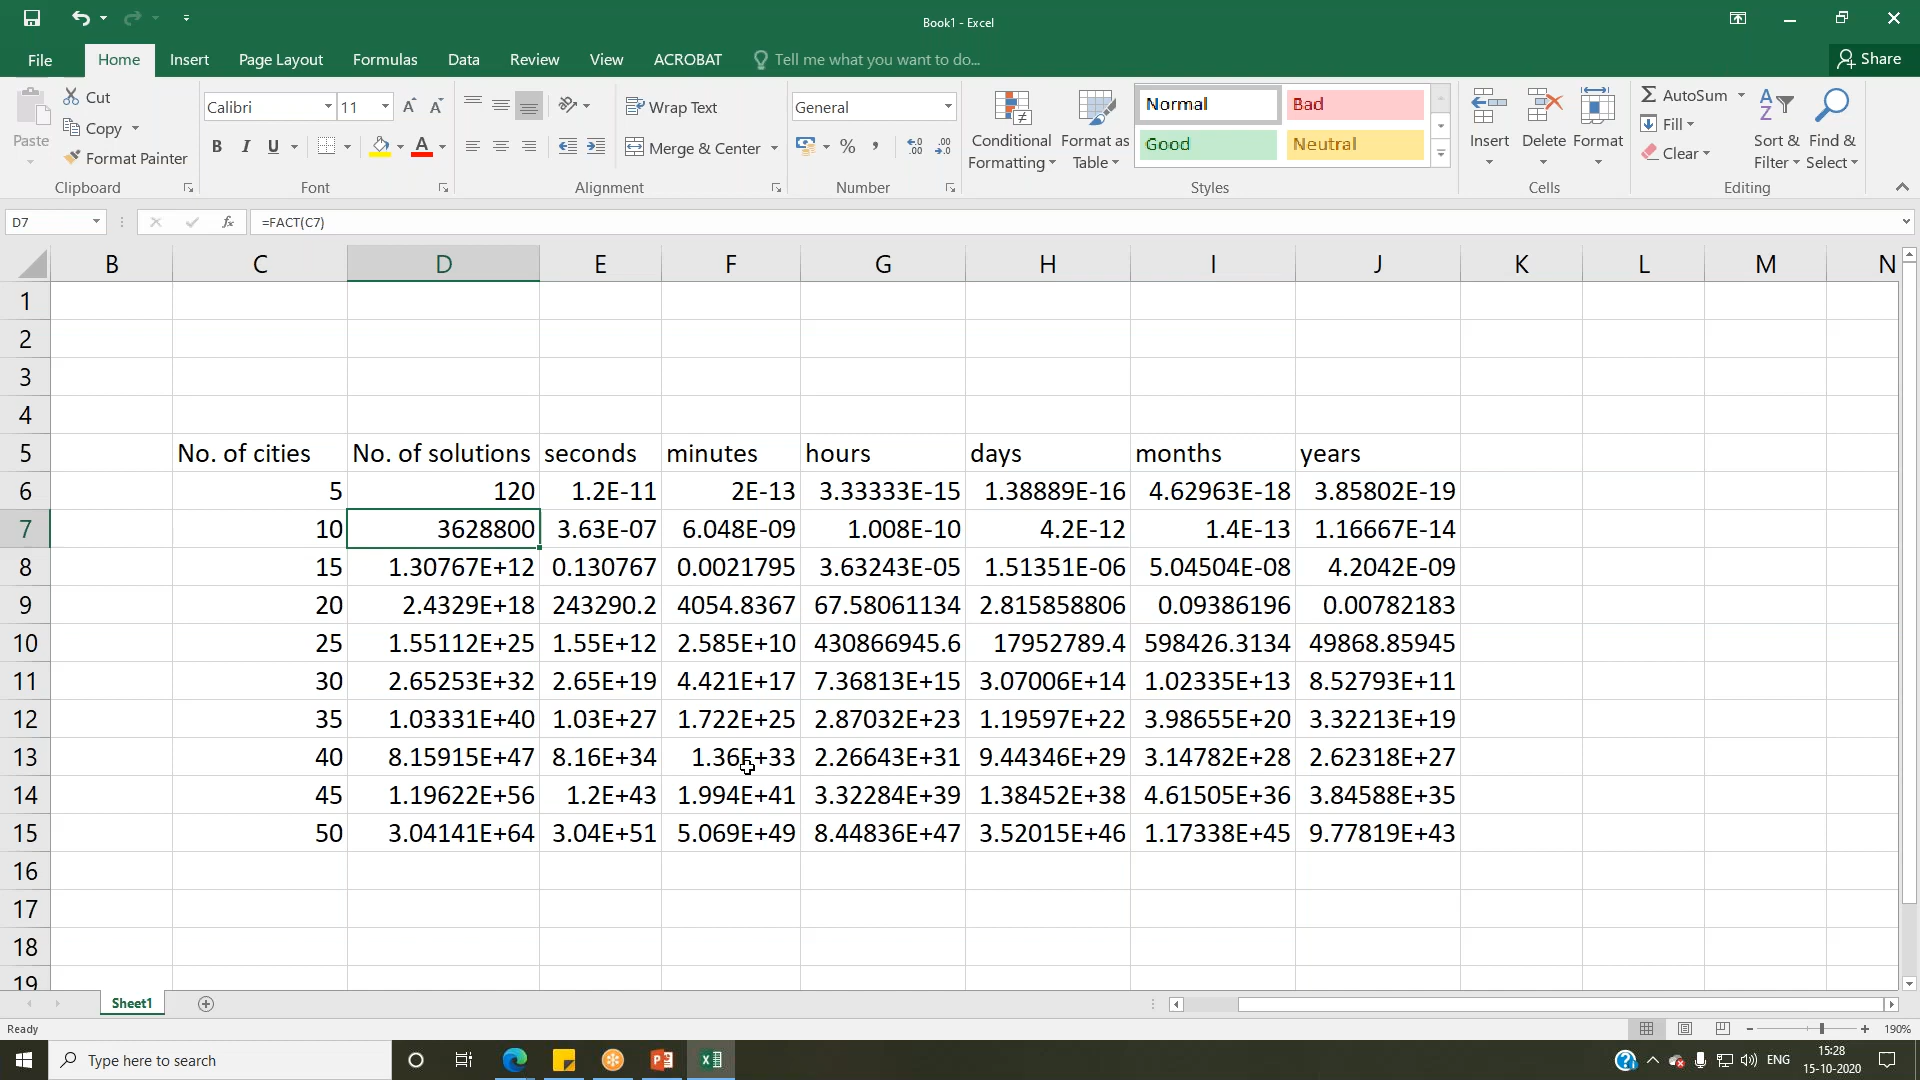 Book1 - Excel
File Home Insert Page Layout Formulas Data Review View ACROBAT Tell me what you want to do... Share
Paste Cut Copy Format Painter
Calibri 11
B I U A A A
Wrap Text
Merge & Center
General
% ,
Conditional Formatting
Format as Table
Normal Bad
Good Neutral
Insert Delete Format
AutoSum
Fill
Clear
Sort & Filter
Find & Select
Clipboard Font Alignment Number Styles Cells Editing
D7 fx =FACT(C7)
B C D E F G H I J K L M N
1
2
3
4
5 No. of cities No. of solutions seconds minutes hours days months years
6 5 120 1.2E-11 2E-13 3.33333E-15 1.38889E-16 4.62963E-18 3.85802E-19
7 10 3628800 3.63E-07 6.048E-09 1.008E-10 4.2E-12 1.4E-13 1.16667E-14
8 15 1.30767E+12 0.130767 0.0021795 3.63243E-05 1.51351E-06 5.04504E-08 4.2042E-09
9 20 2.4329E+18 243290.2 4054.8367 67.58061134 2.815858806 0.09386196 0.00782183
10 25 1.55112E+25 1.55E+12 2.585E+10 430866945.6 17952789.4 598426.3134 49868.85945
11 30 2.65253E+32 2.65E+19 4.421E+17 7.36813E+15 3.07006E+14 1.02335E+13 8.52793E+11
12 35 1.03331E+40 1.03E+27 1.722E+25 2.87032E+23 1.19597E+22 3.98655E+20 3.32213E+19
13 40 8.15915E+47 8.16E+34 1.36E+33 2.26643E+31 9.44346E+29 3.14782E+28 2.62318E+27
14 45 1.19622E+56 1.2E+43 1.994E+41 3.32284E+39 1.38452E+38 4.61505E+36 3.84588E+35
15 50 3.04141E+64 3.04E+51 5.069E+49 8.44836E+47 3.52015E+46 1.17338E+45 9.77819E+43
16
17
18
19
Sheet1
Ready 190%
Type here to search ENG 15:28
15-10-2020